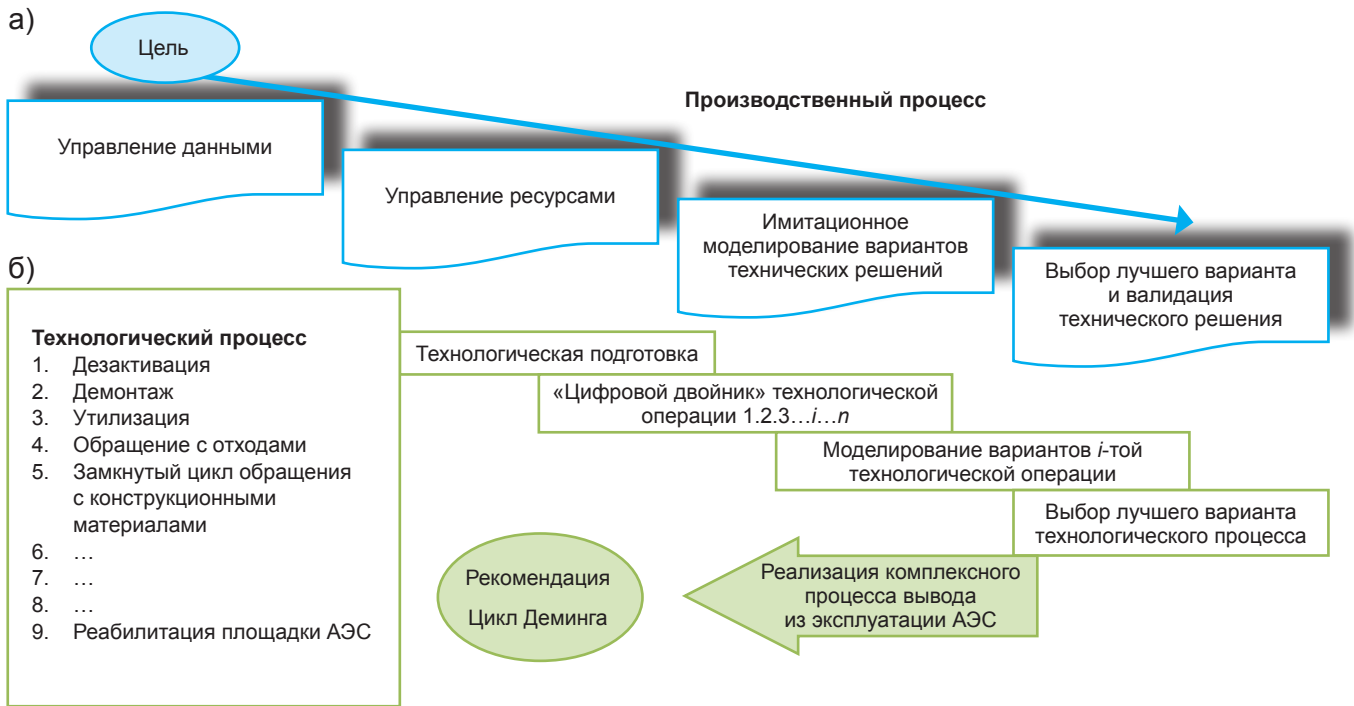 а)
Цель
Производственный процесс
Управление данными
Управление ресурсами
Имитационное
моделирование вариантов
технических решений
Выбор лучшего варианта
и валидация
технического решения
б)
Технологический процесс
1. Дезактивация
2. Демонтаж
3. Утилизация
4. Обращение с отходами
5. Замкнутый цикл обращения
с конструкционными
материалами
6. …
7. …
8. …
9. Реабилитация площадки АЭС
Технологическая подготовка
«Цифровой двойник» технологической
операции 1.2.3…i…n
Моделирование вариантов i-той
технологической операции
Выбор лучшего варианта
технологического процесса
Реализация комплексного
процесса вывода
из эксплуатации АЭС
Рекомендация
Цикл Деминга